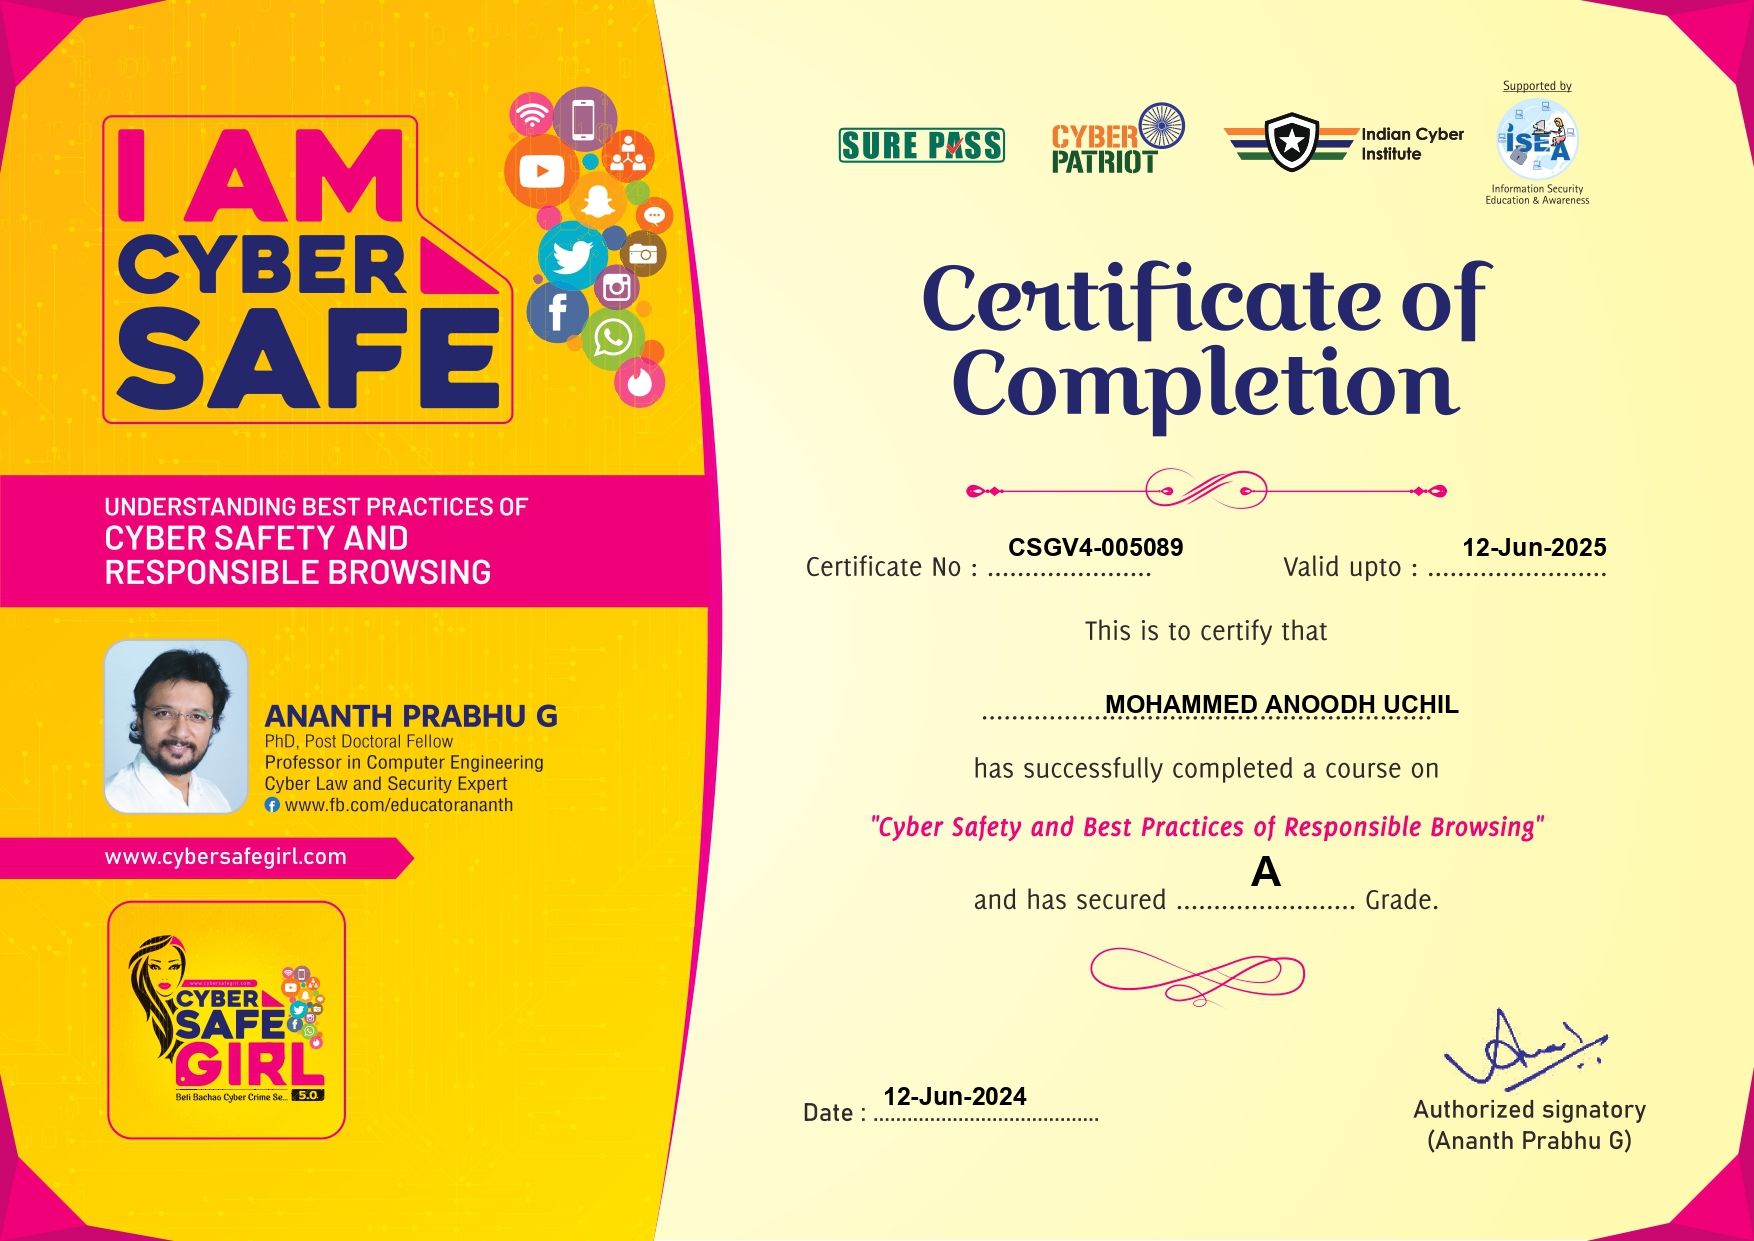 I AM
CYBER
SAFE
UNDERSTANDING BEST PRACTICES OF
CYBER SAFETY AND
RESPONSIBLE BROWSING
ANANTH PRABHU G
PhD, Post Doctoral Fellow
Professor in Computer Engineering
Cyber Law and Security Expert
www.fb.com/educatorananth
www.cybersafegirl.com
www.cybersafegirl.com
CYBER
SAFE
GIRL
Beti Bachao Cyber Crime Se... 5.0
SURE PASS
CYBER
PATRIOT
Indian Cyber
Institute
Supported by
ISEA
Information Security
Education & Awareness
Certificate of
Completion
Certificate No : CSGV4-005089 Valid upto : 12-Jun-2025
This is to certify that
MOHAMMED ANOODH UCHIL
has successfully completed a course on
"Cyber Safety and Best Practices of Responsible Browsing"
and has secured A Grade.
Date : 12-Jun-2024
Authorized signatory
(Ananth Prabhu G)